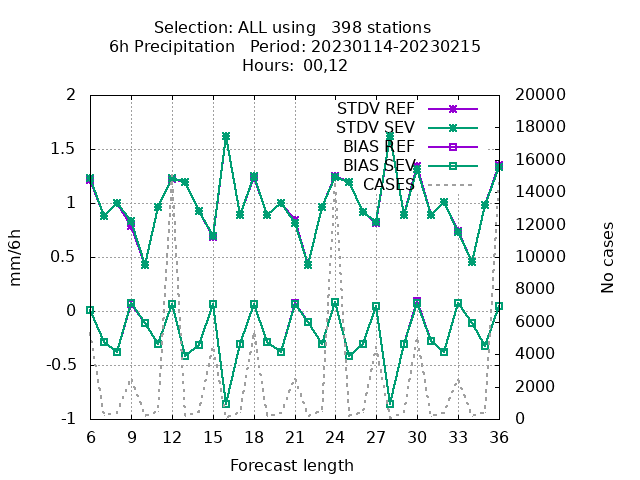 Selection: ALL using   398 stations
6h Precipitation   Period: 20230114-20230215
Hours:  00,12
2
1.5
1
0.5
0
-0.5
-1
mm/6h
STDV REF
STDV SEV
BIAS REF
BIAS SEV
CASES
20000
18000
16000
14000
12000
10000
8000
6000
4000
2000
0
No cases
6 9 12 15 18 21 24 27 30 33 36
Forecast length